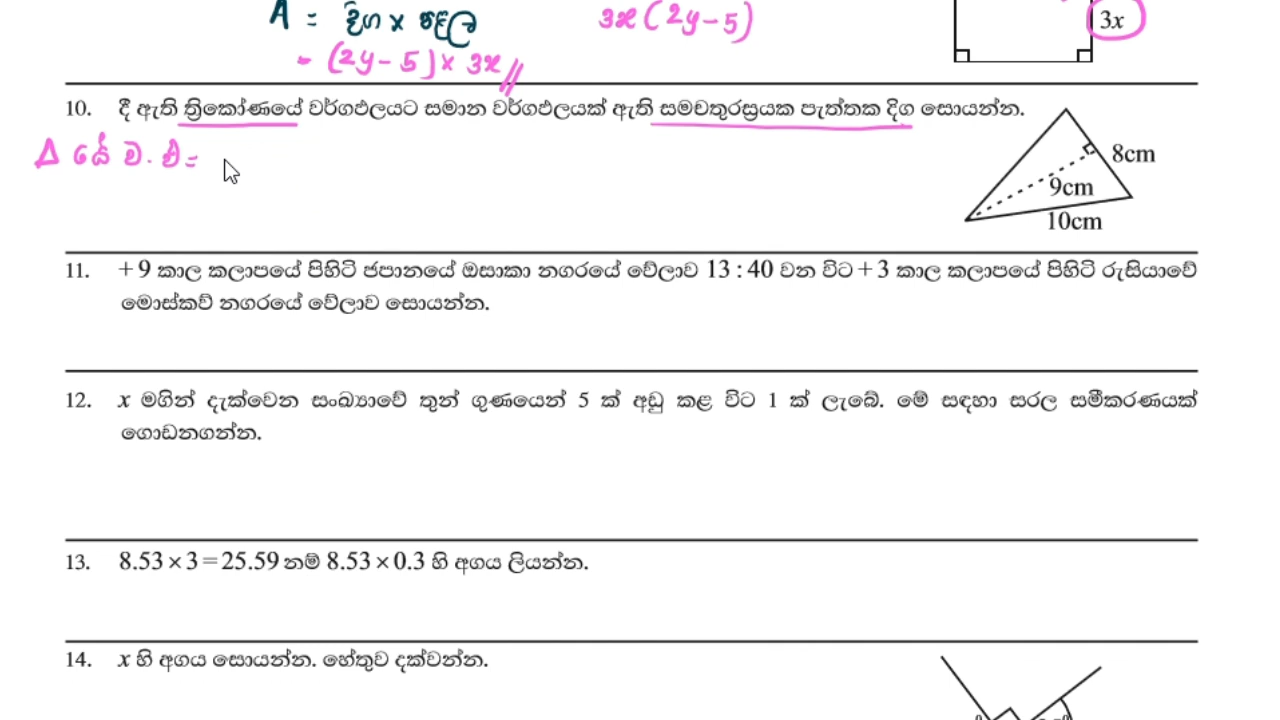 A = දිග x පළල
3x (2y-5)
3x
= (2y-5) x 3x
10. දී ඇති ත්‍රිකෝණයේ වර්ගඵලයට සමාන වර්ගඵලයක් ඇති සමචතුරස්‍රයක පැත්තක දිග සොයන්න.
Δ යේ ව. එ =
8cm
9cm
10cm
11. +9 කාල කලාපයේ පිහිටි ජපානයේ ඔසාකා නගරයේ වේලාව 13 : 40 වන විට +3 කාල කලාපයේ පිහිටි රුසියාවේ
මොස්කව් නගරයේ වේලාව සොයන්න.
12. x මගින් දැක්වෙන සංඛ්‍යාවේ තුන් ගුණයෙන් 5 ක් අඩු කළ විට 1 ක් ලැබේ. මේ සඳහා සරල සමීකරණයක්
ගොඩනගන්න.
13. 8.53 × 3 = 25.59 නම් 8.53 × 0.3 හි අගය ලියන්න.
14. x හි අගය සොයන්න. හේතුව දක්වන්න.